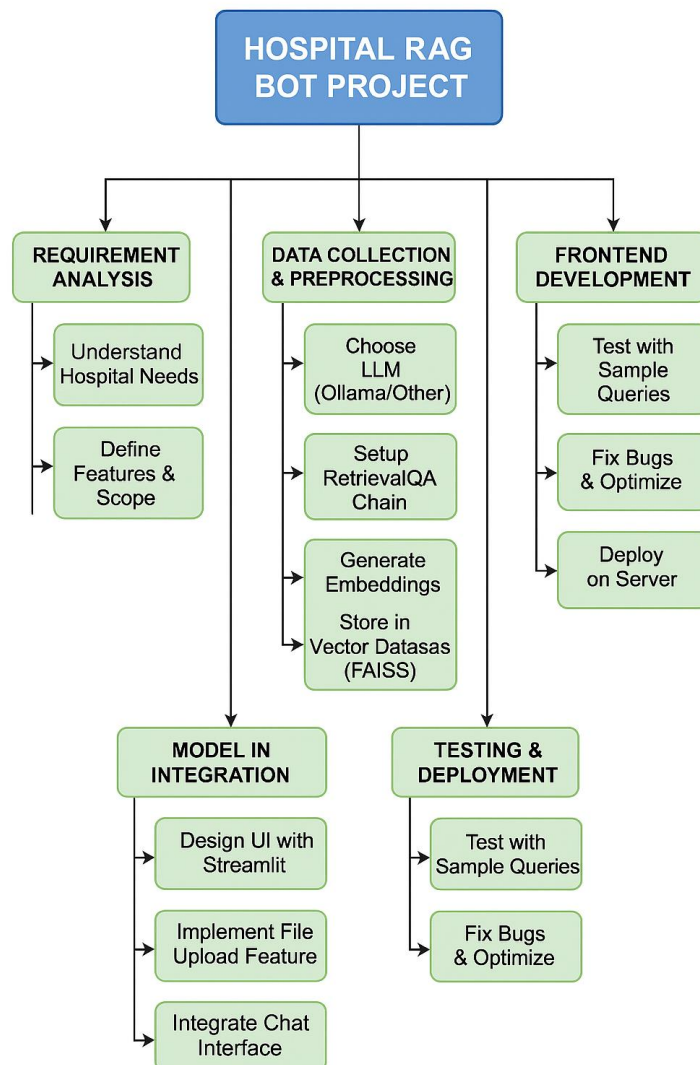 HOSPITAL RAG
BOT PROJECT
REQUIREMENT
ANALYSIS
Understand
Hospital Needs
Define
Features &
Scope
DATA COLLECTION
& PREPROCESSING
Choose
LLM
(Ollama/Other)
Setup
RetrievalQA
Chain
Generate
Embeddings
Store in
Vector Datasas
(FAISS)
FRONTEND
DEVELOPMENT
Test with
Sample
Queries
Fix Bugs
& Optimize
Deploy
on Server
MODEL IN
INTEGRATION
Design UI with
Streamlit
Implement File
Upload Feature
Integrate Chat
Interface
TESTING &
DEPLOYMENT
Test with
Sample Queries
Fix Bugs
& Optimize